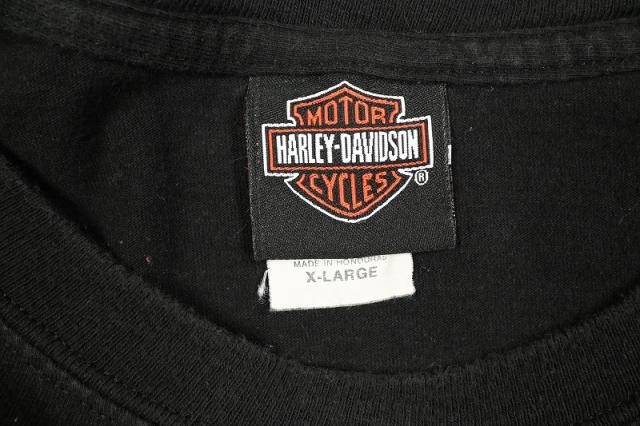 MOTOR
HARLEY-DAVIDSON
CYCLES
®
MADE IN HONDURAS
X-LARGE